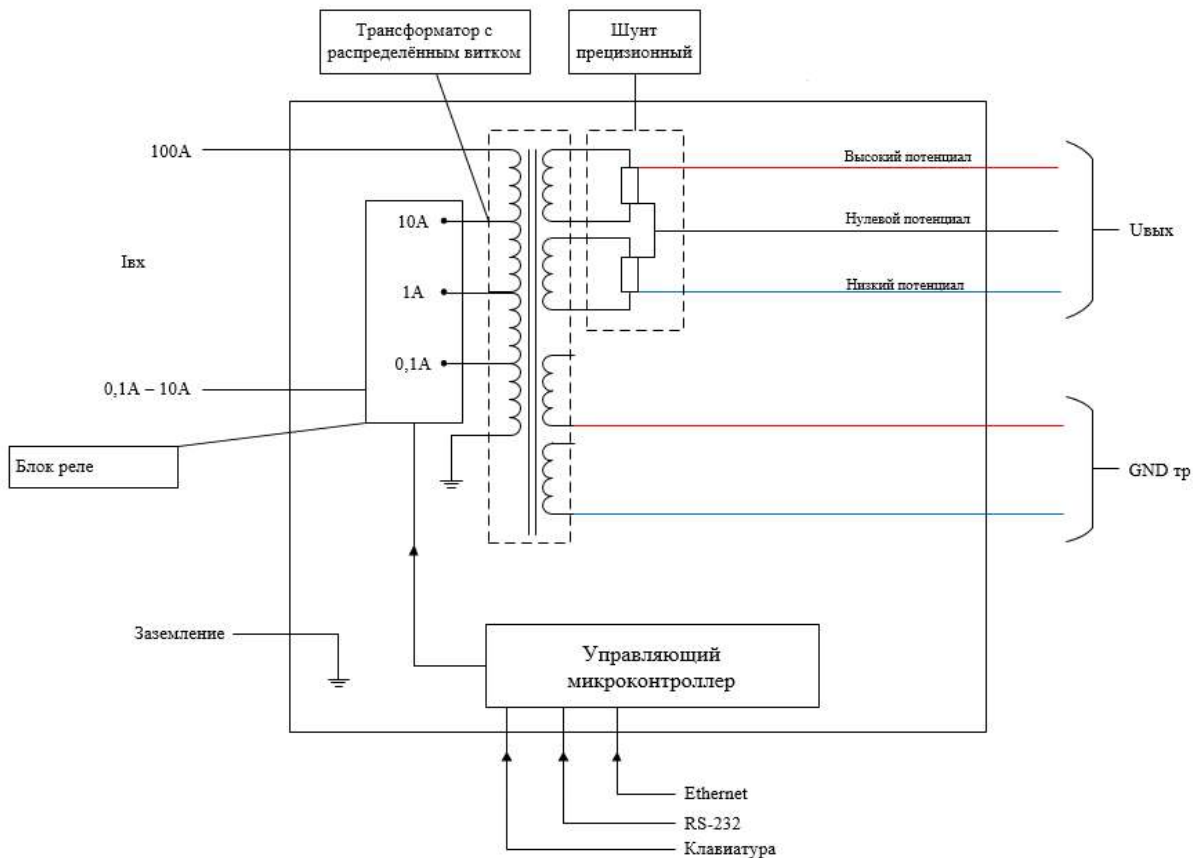 Трансформатор с
распределённым витком
Шунт
прецизионный
100А
Высокий потенциал
10А
Нулевой потенциал
Uвых
Iвх
1А
Низкий потенциал
0,1А
0,1А – 10А
Блок реле
GND тр
Заземление
Управляющий
микроконтроллер
Ethernet
RS-232
Клавиатура